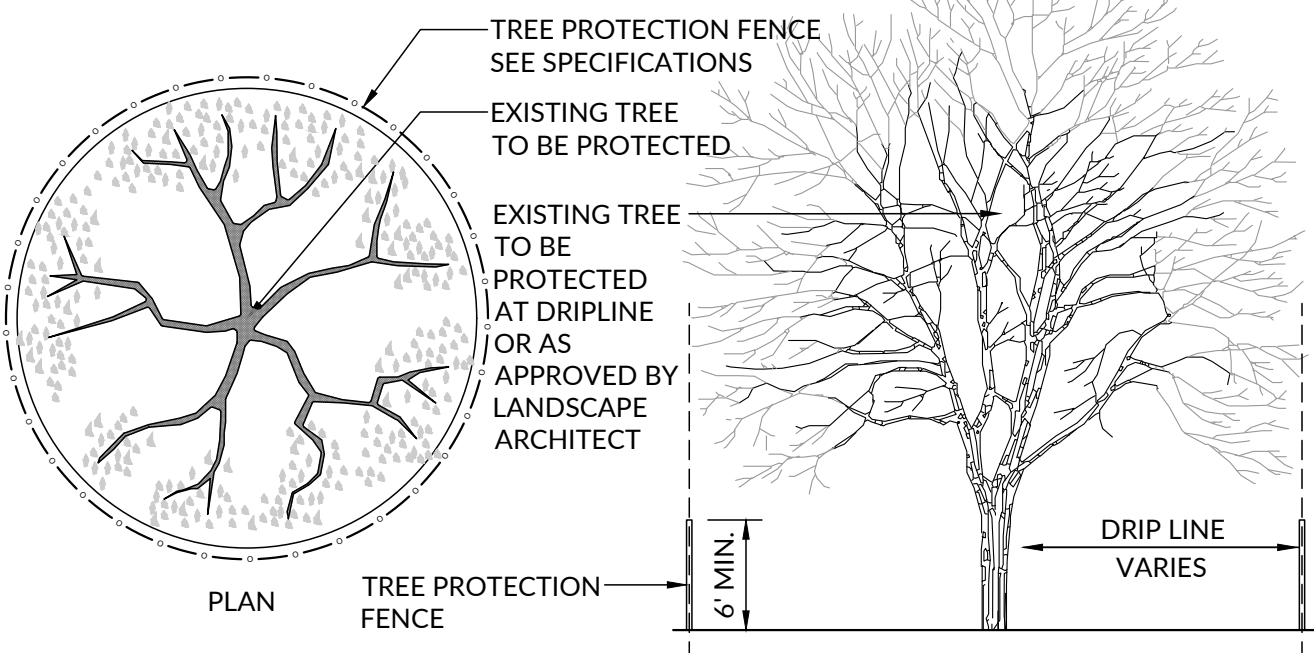 TREE PROTECTION FENCE
SEE SPECIFICATIONS
EXISTING TREE
TO BE PROTECTED
EXISTING TREE
TO BE
PROTECTED
AT DRIPLINE
OR AS
APPROVED BY
LANDSCAPE
ARCHITECT
PLAN
TREE PROTECTION
FENCE
6' MIN.
DRIP LINE
VARIES